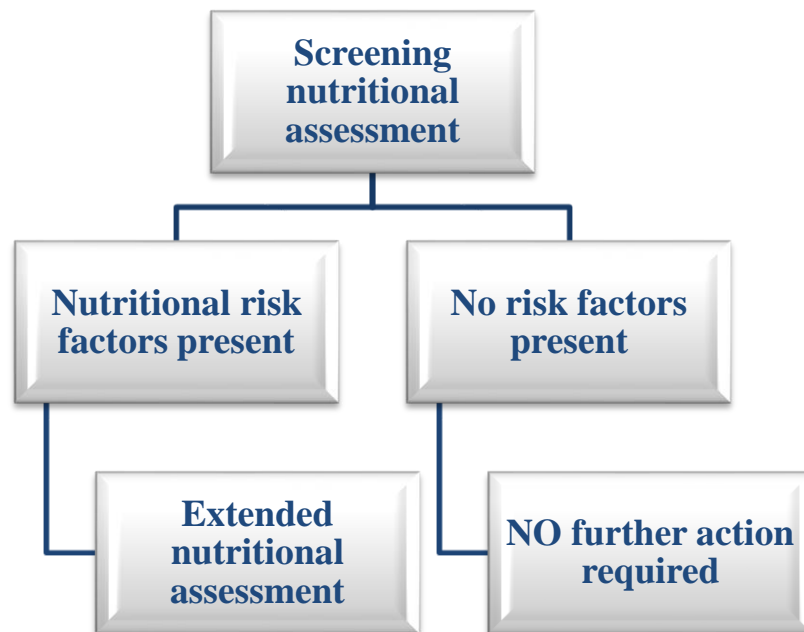 Screening
nutritional
assessment
Nutritional risk
factors present
No risk factors
present
Extended
nutritional
assessment
NO further action
required